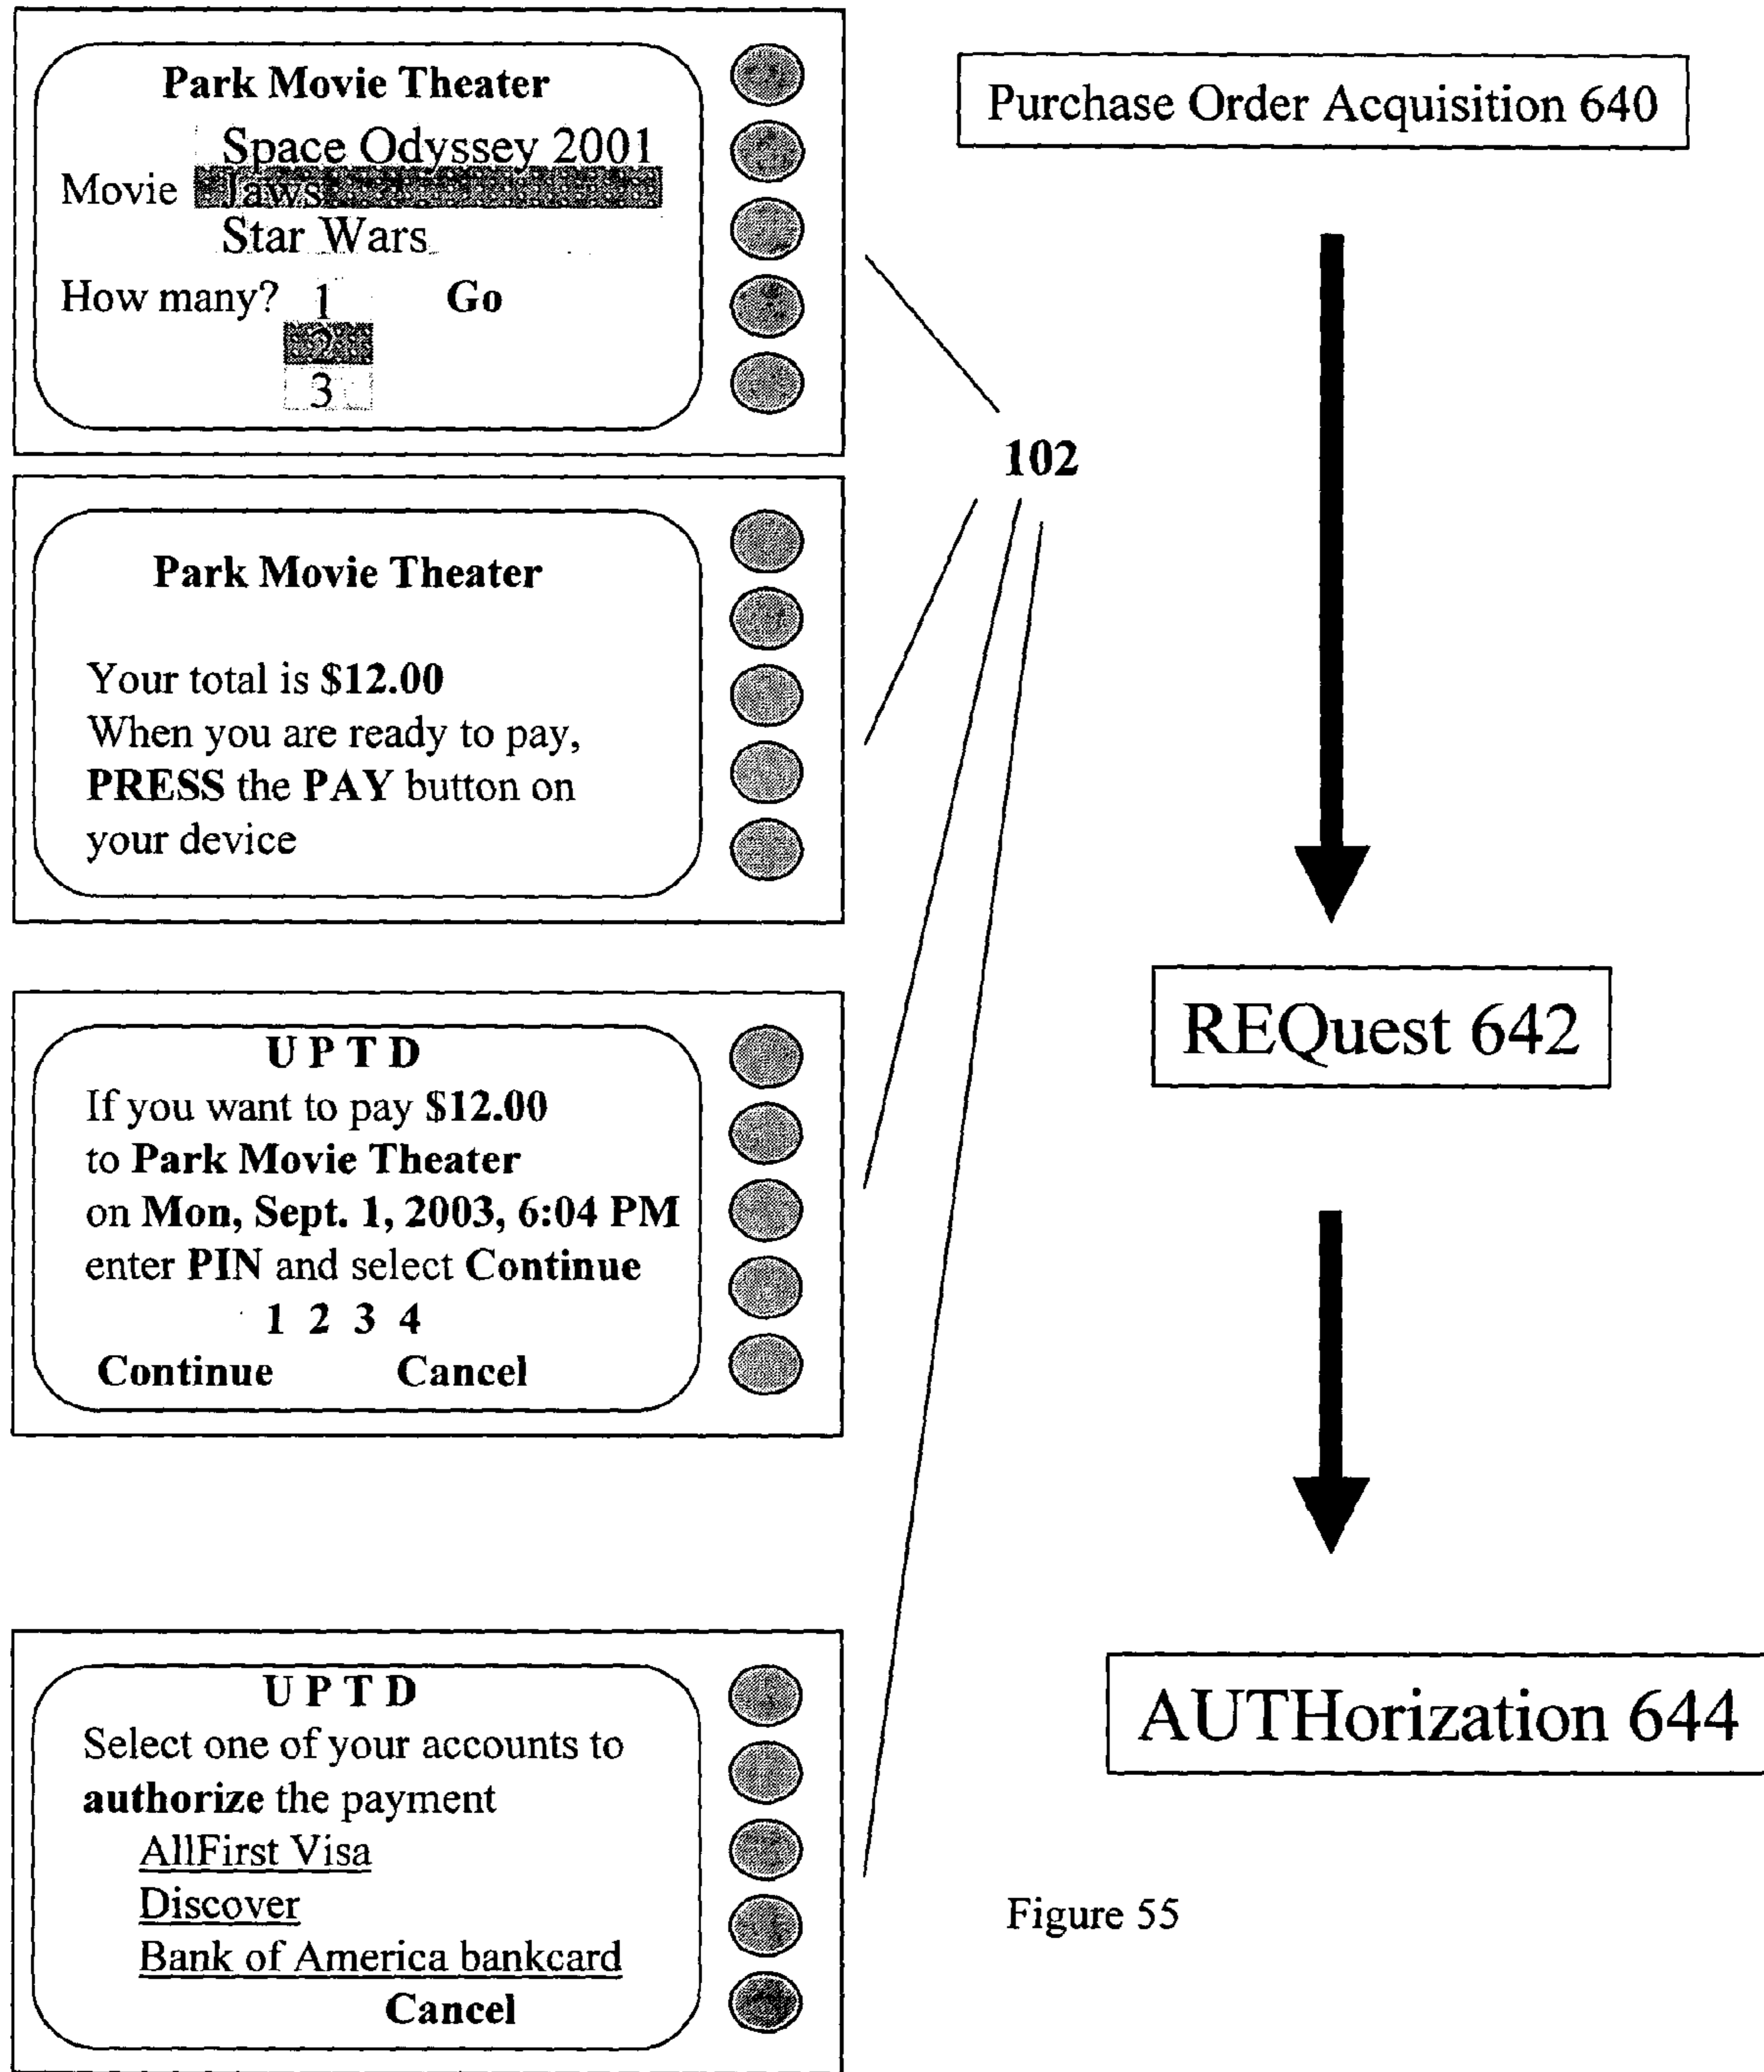 Park Movie Theater
Space Odyssey 2001
Movie Jaws
Star Wars
How many? 1 Go
2
3
Purchase Order Acquisition 640
102
Park Movie Theater
Your total is $12.00
When you are ready to pay,
PRESS the PAY button on
your device
REQuest 642
U P T D
If you want to pay $12.00
to Park Movie Theater
on Mon, Sept. 1, 2003, 6:04 PM
enter PIN and select Continue
1 2 3 4
Continue Cancel
AUTHorization 644
U P T D
Select one of your accounts to
authorize the payment
AllFirst Visa
Discover
Bank of America bankcard
Cancel
Figure 55